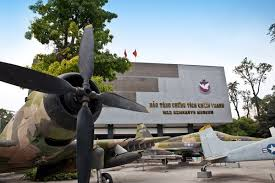 BẢO TÀNG CHỨNG TÍCH CHIẾN TRANH
WAR REMNANTS MUSEUM